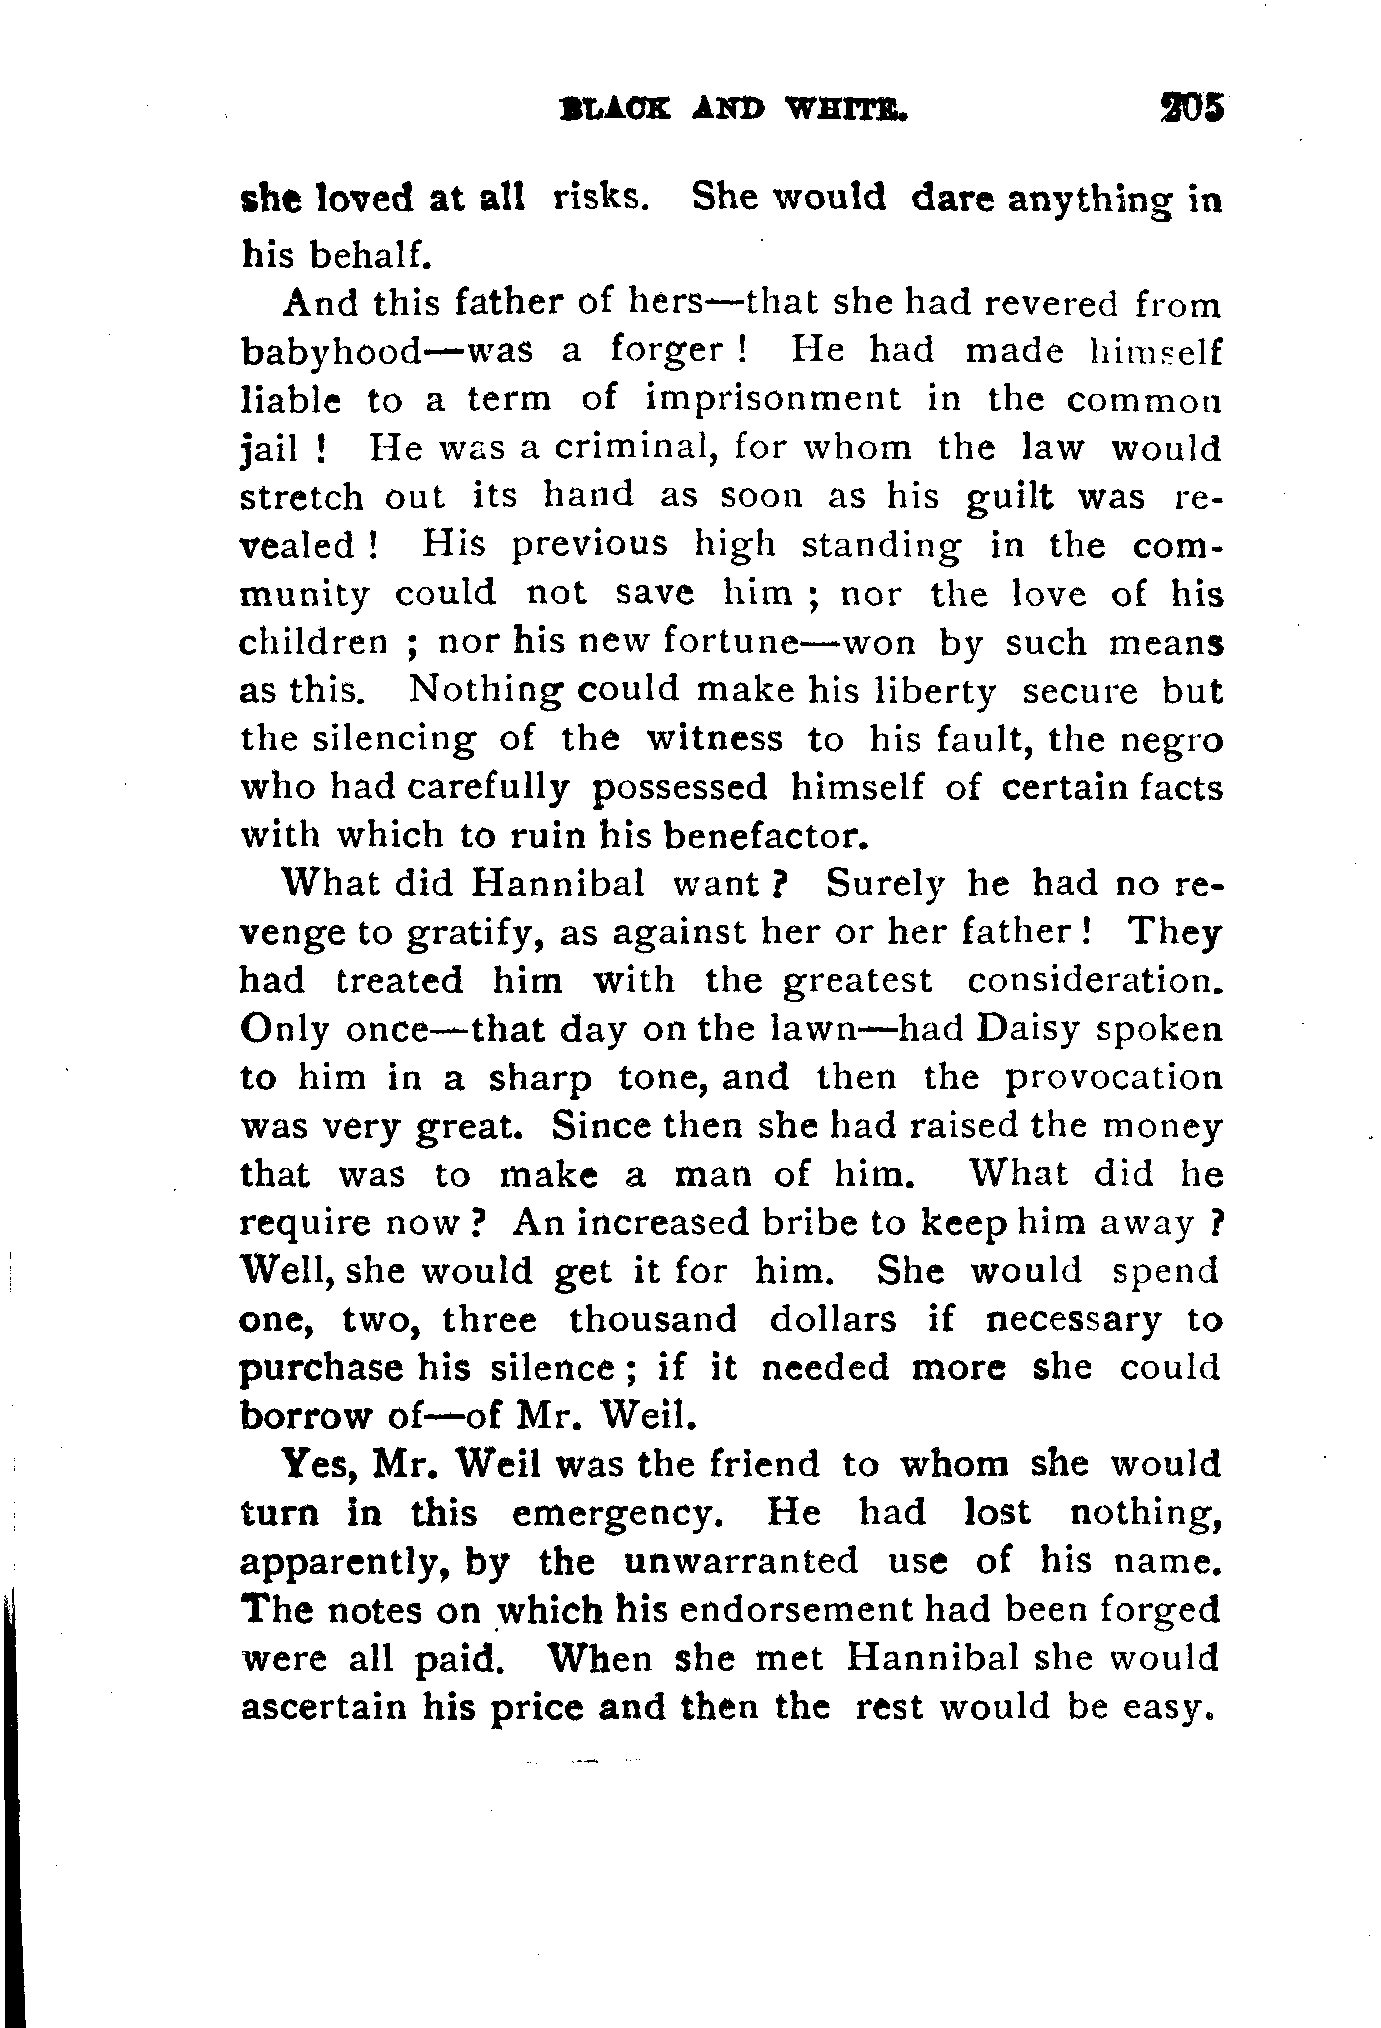 BLACK AND WHITE. 205
she loved at all risks. She would dare anything in
his behalf.
And this father of hers—that she had revered from
babyhood—was a forger ! He had made himself
liable to a term of imprisonment in the common
jail ! He was a criminal, for whom the law would
stretch out its hand as soon as his guilt was re-
vealed ! His previous high standing in the com-
munity could not save him ; nor the love of his
children ; nor his new fortune—won by such means
as this. Nothing could make his liberty secure but
the silencing of the witness to his fault, the negro
who had carefully possessed himself of certain facts
with which to ruin his benefactor.
What did Hannibal want ? Surely he had no re-
venge to gratify, as against her or her father ! They
had treated him with the greatest consideration.
Only once—that day on the lawn—had Daisy spoken
to him in a sharp tone, and then the provocation
was very great. Since then she had raised the money
that was to make a man of him. What did he
require now ? An increased bribe to keep him away ?
Well, she would get it for him. She would spend
one, two, three thousand dollars if necessary to
purchase his silence ; if it needed more she could
borrow of—of Mr. Weil.
Yes, Mr. Weil was the friend to whom she would
turn in this emergency. He had lost nothing,
apparently, by the unwarranted use of his name.
The notes on which his endorsement had been forged
were all paid. When she met Hannibal she would
ascertain his price and then the rest would be easy.